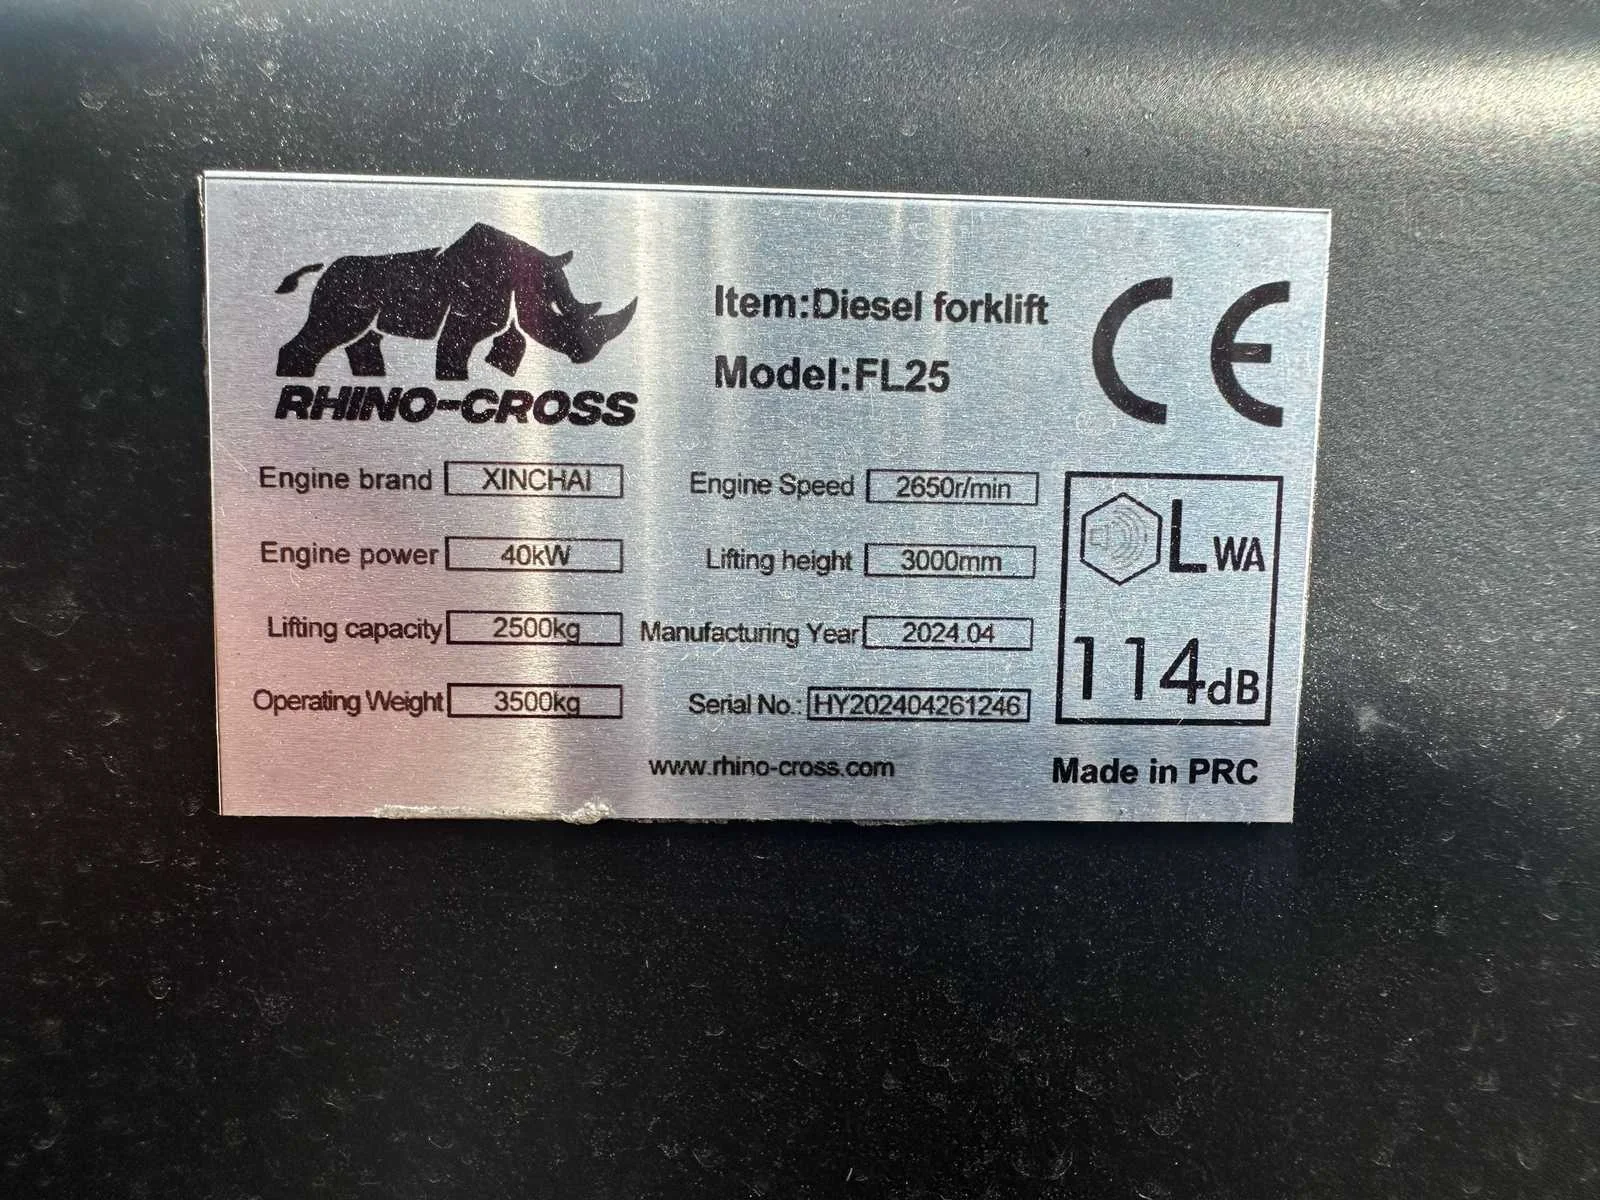 RHINO-CROSS
Item:Diesel forklift
Model:FL25
CE
Engine brand XINCHAI
Engine Speed 2650r/min
Engine power 40kW
Lifting height 3000mm
Lifting capacity 2500kg
Manufacturing Year 2024.04
Operating Weight 3500kg
Serial No.: HY202404261246
LWA
114dB
www.rhino-cross.com
Made in PRC